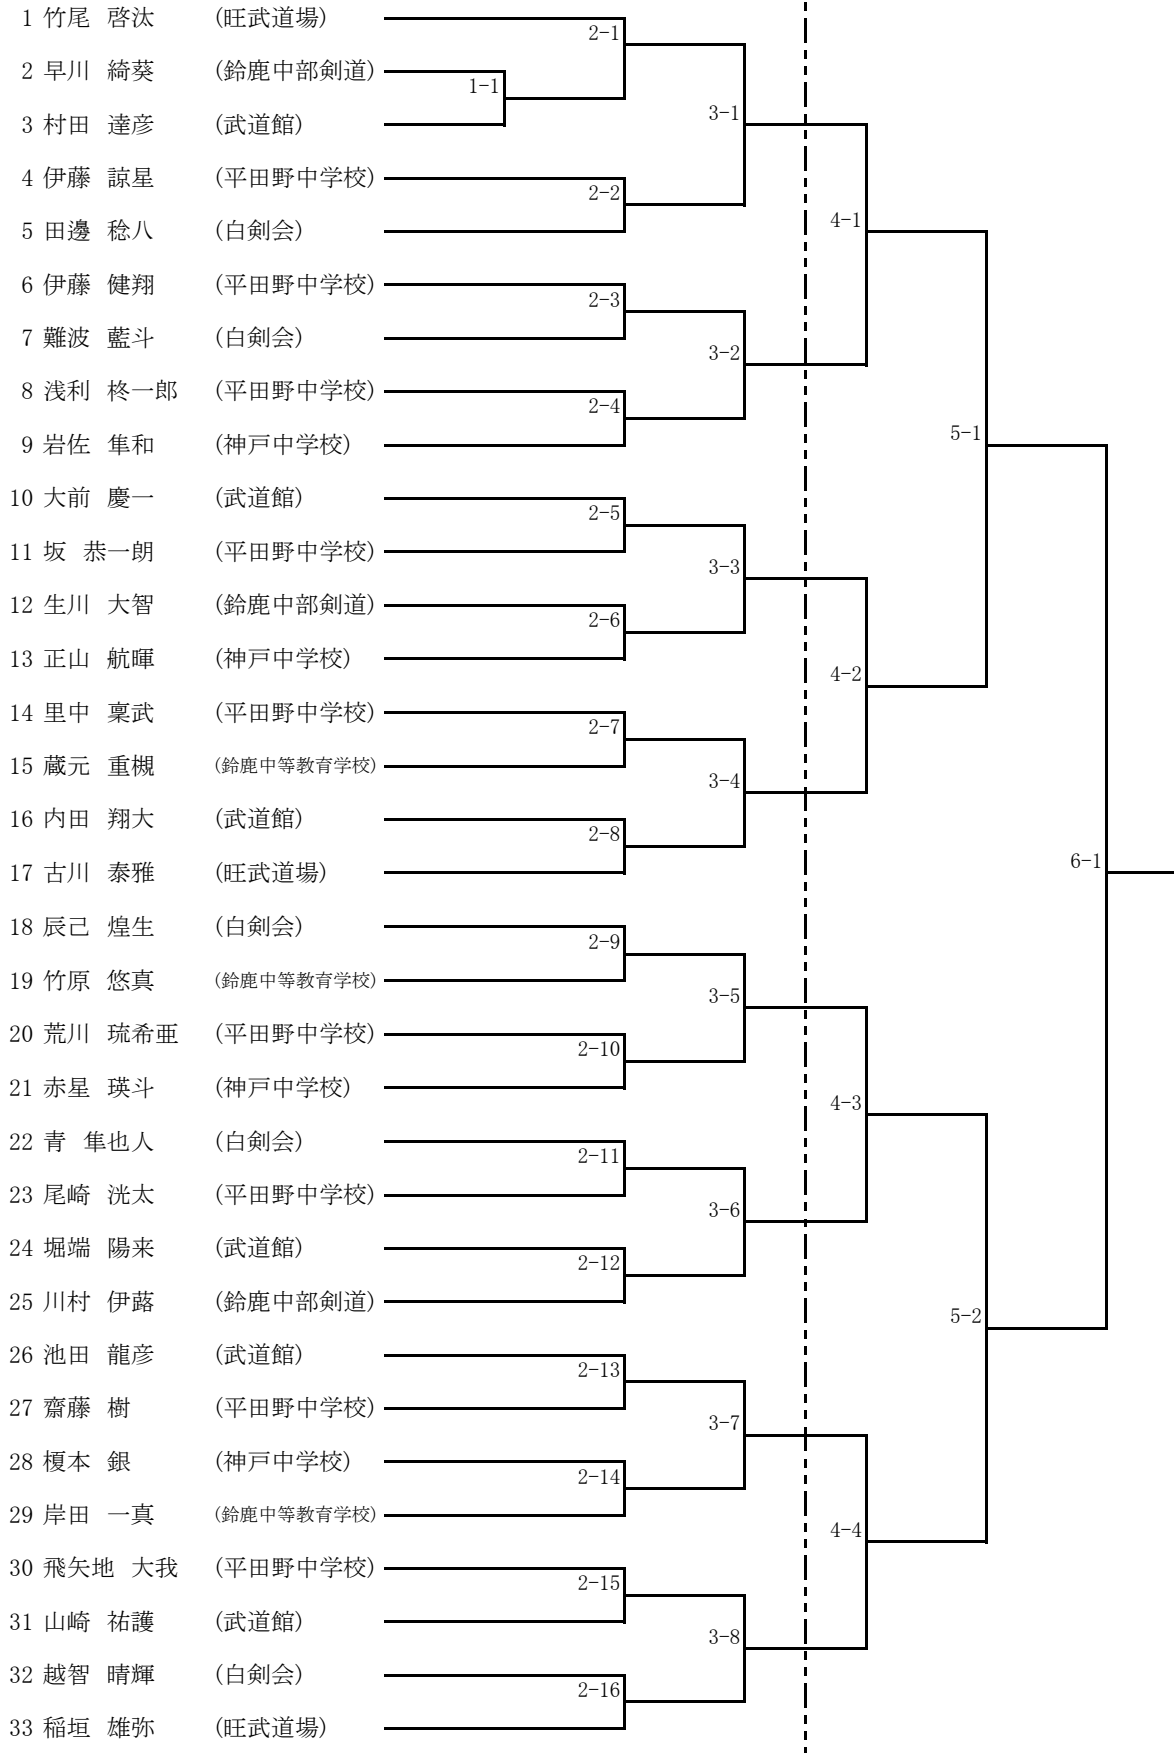 1 竹尾 啓汰 (旺武道場)
2-1
2 早川 綺葵 (鈴鹿中部剣道)
1-1
3 村田 達彦 (武道館)
3-1
4 伊藤 諒星 (平田野中学校)
2-2
5 田邊 稔八 (白剣会)
4-1
6 伊藤 健翔 (平田野中学校)
2-3
7 難波 藍斗 (白剣会)
3-2
8 浅利 柊一郎 (平田野中学校)
2-4
9 岩佐 隼和 (神戸中学校)
5-1
10 大前 慶一 (武道館)
2-5
11 坂 恭一朗 (平田野中学校)
3-3
12 生川 大智 (鈴鹿中部剣道)
2-6
13 正山 航暉 (神戸中学校)
4-2
14 里中 稟武 (平田野中学校)
2-7
15 蔵元 重槻 (鈴鹿中等教育学校)
3-4
16 内田 翔大 (武道館)
2-8
17 古川 泰雅 (旺武道場)
6-1
18 辰己 煌生 (白剣会)
2-9
19 竹原 悠真 (鈴鹿中等教育学校)
3-5
20 荒川 琉希亜 (平田野中学校)
2-10
21 赤星 瑛斗 (神戸中学校)
4-3
22 青 隼也人 (白剣会)
2-11
23 尾崎 洸太 (平田野中学校)
3-6
24 堀端 陽来 (武道館)
2-12
25 川村 伊蕗 (鈴鹿中部剣道)
5-2
26 池田 龍彦 (武道館)
2-13
27 齋藤 樹 (平田野中学校)
3-7
28 榎本 銀 (神戸中学校)
2-14
29 岸田 一真 (鈴鹿中等教育学校)
4-4
30 飛矢地 大我 (平田野中学校)
2-15
31 山崎 祐護 (武道館)
3-8
32 越智 晴輝 (白剣会)
2-16
33 稲垣 雄弥 (旺武道場)